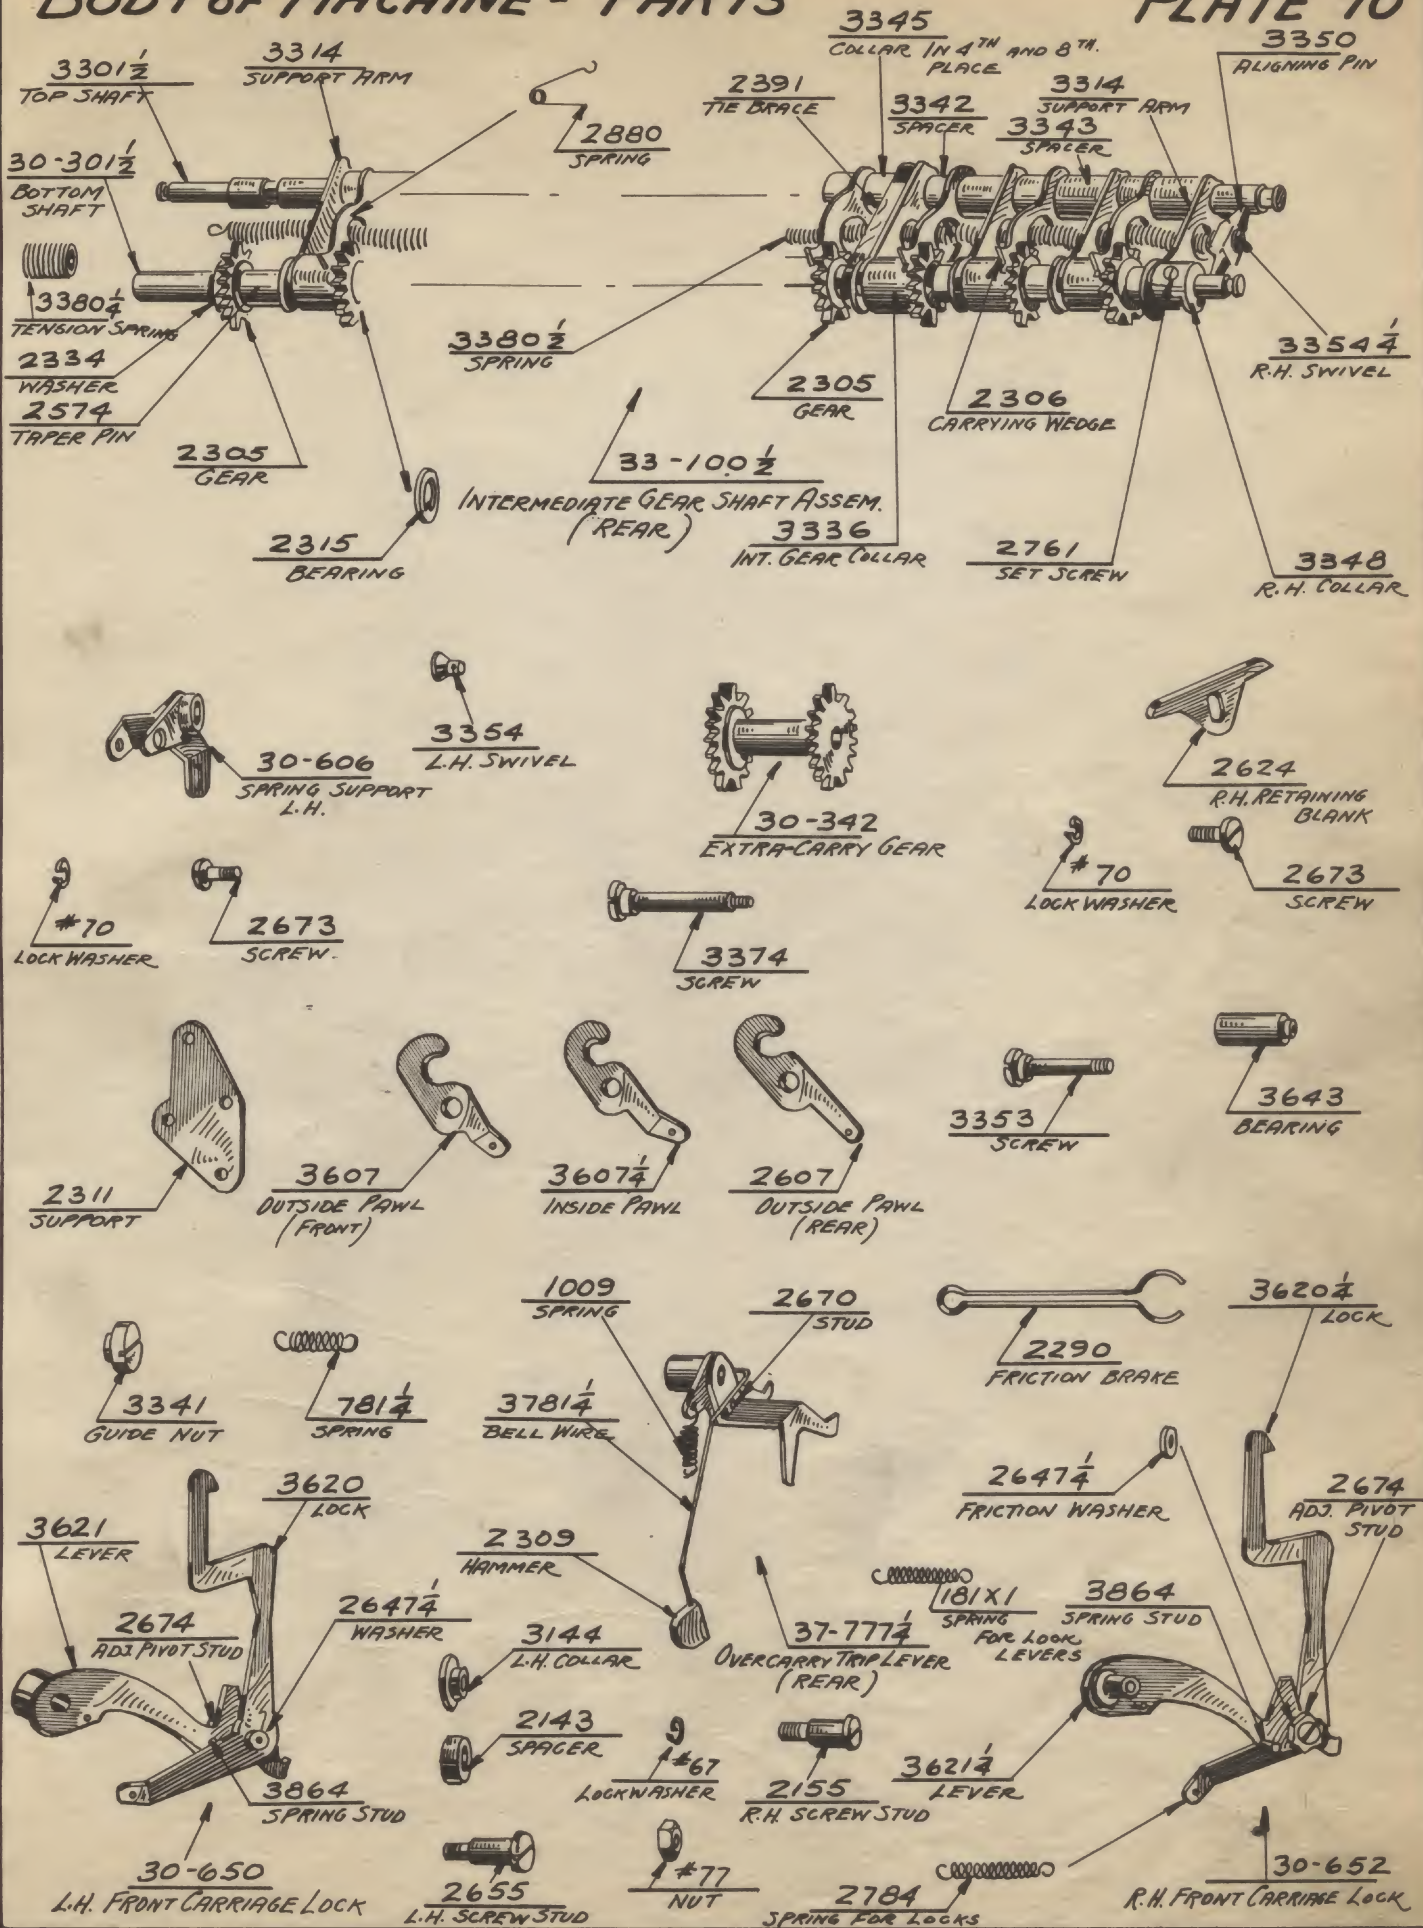 BODY OF MACHINE - PARTS
PLATE 10
3301½
TOP SHAFT
3314
SUPPORT ARM
2880
SPRING
3345
COLLAR IN 4TH AND 8TH.
PLACE
2391
TIE BRACE
3342
SPACER
3343
SPACER
3314
SUPPORT ARM
3350
ALIGNING PIN
30-301½
BOTTOM
SHAFT
3380¼
TENSION SPRING
2334
WASHER
2574
TAPER PIN
2305
GEAR
2315
BEARING
3380½
SPRING
33-100½
INTERMEDIATE GEAR SHAFT ASSEM.
(REAR)
2305
GEAR
2306
CARRYING WEDGE
3354¼
R.H. SWIVEL
3336
INT. GEAR COLLAR
2761
SET SCREW
3348
R.H. COLLAR
30-606
SPRING SUPPORT
L.H.
3354
L.H. SWIVEL
30-342
EXTRA-CARRY GEAR
2624
R.H. RETAINING
BLANK
#70
LOCK WASHER
2673
SCREW.
3374
SCREW
#70
LOCK WASHER
2673
SCREW
2311
SUPPORT
3607
OUTSIDE PAWL
(FRONT)
3607¼
INSIDE PAWL
2607
OUTSIDE PAWL
(REAR)
3353
SCREW
3643
BEARING
3341
GUIDE NUT
781¼
SPRING
1009
SPRING
2670
STUD
3781¼
BELL WIRE
2309
HAMMER
37-777¼
OVERCARRY TRIP LEVER
(REAR)
2290
FRICTION BRAKE
3620¼
LOCK
2647¼
FRICTION WASHER
2674
ADJ. PIVOT
STUD
3621
LEVER
3620
LOCK
2674
ADJ. PIVOT STUD
2647¼
WASHER
3864
SPRING STUD
30-650
L.H. FRONT CARRIAGE LOCK
3144
L.H. COLLAR
2143
SPACER
#67
LOCKWASHER
2155
R.H. SCREW STUD
2655
L.H. SCREW STUD
#77
NUT
181X1
SPRING
FOR LOCK
LEVERS
3864
SPRING STUD
3621¼
LEVER
2784
SPRING FOR LOCKS
30-652
R.H. FRONT CARRIAGE LOCK